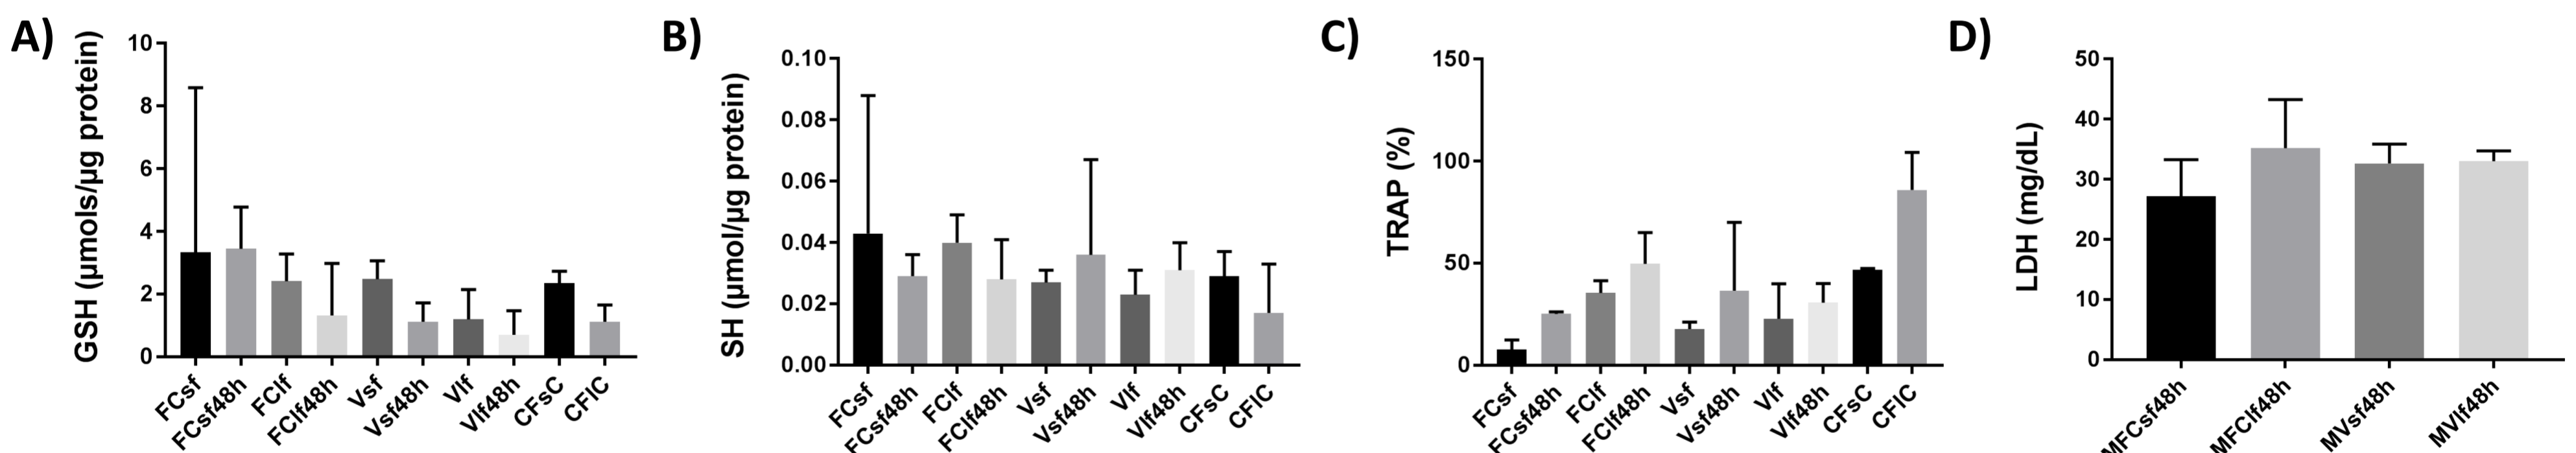 A)
GSH (µmols/µg protein)
10
8
6
4
2
0
FCsf
FCsf48h
FClf
FClf48h
Vsf
Vsf48h
Vlf
Vlf48h
CFsC
CFlC
B)
SH (µmol/µg protein)
0.10
0.08
0.06
0.04
0.02
0.00
FCsf
FCsf48h
FClf
FClf48h
Vsf
Vsf48h
Vlf
Vlf48h
CFsC
CFlC
C)
TRAP (%)
150
100
50
0
FCsf
FCsf48h
FClf
FClf48h
Vsf
Vsf48h
Vlf
Vlf48h
CFsC
CFlC
D)
LDH (mg/dL)
50
40
30
20
10
0
MFCsf48h
MFClf48h
MVsf48h
MVlf48h